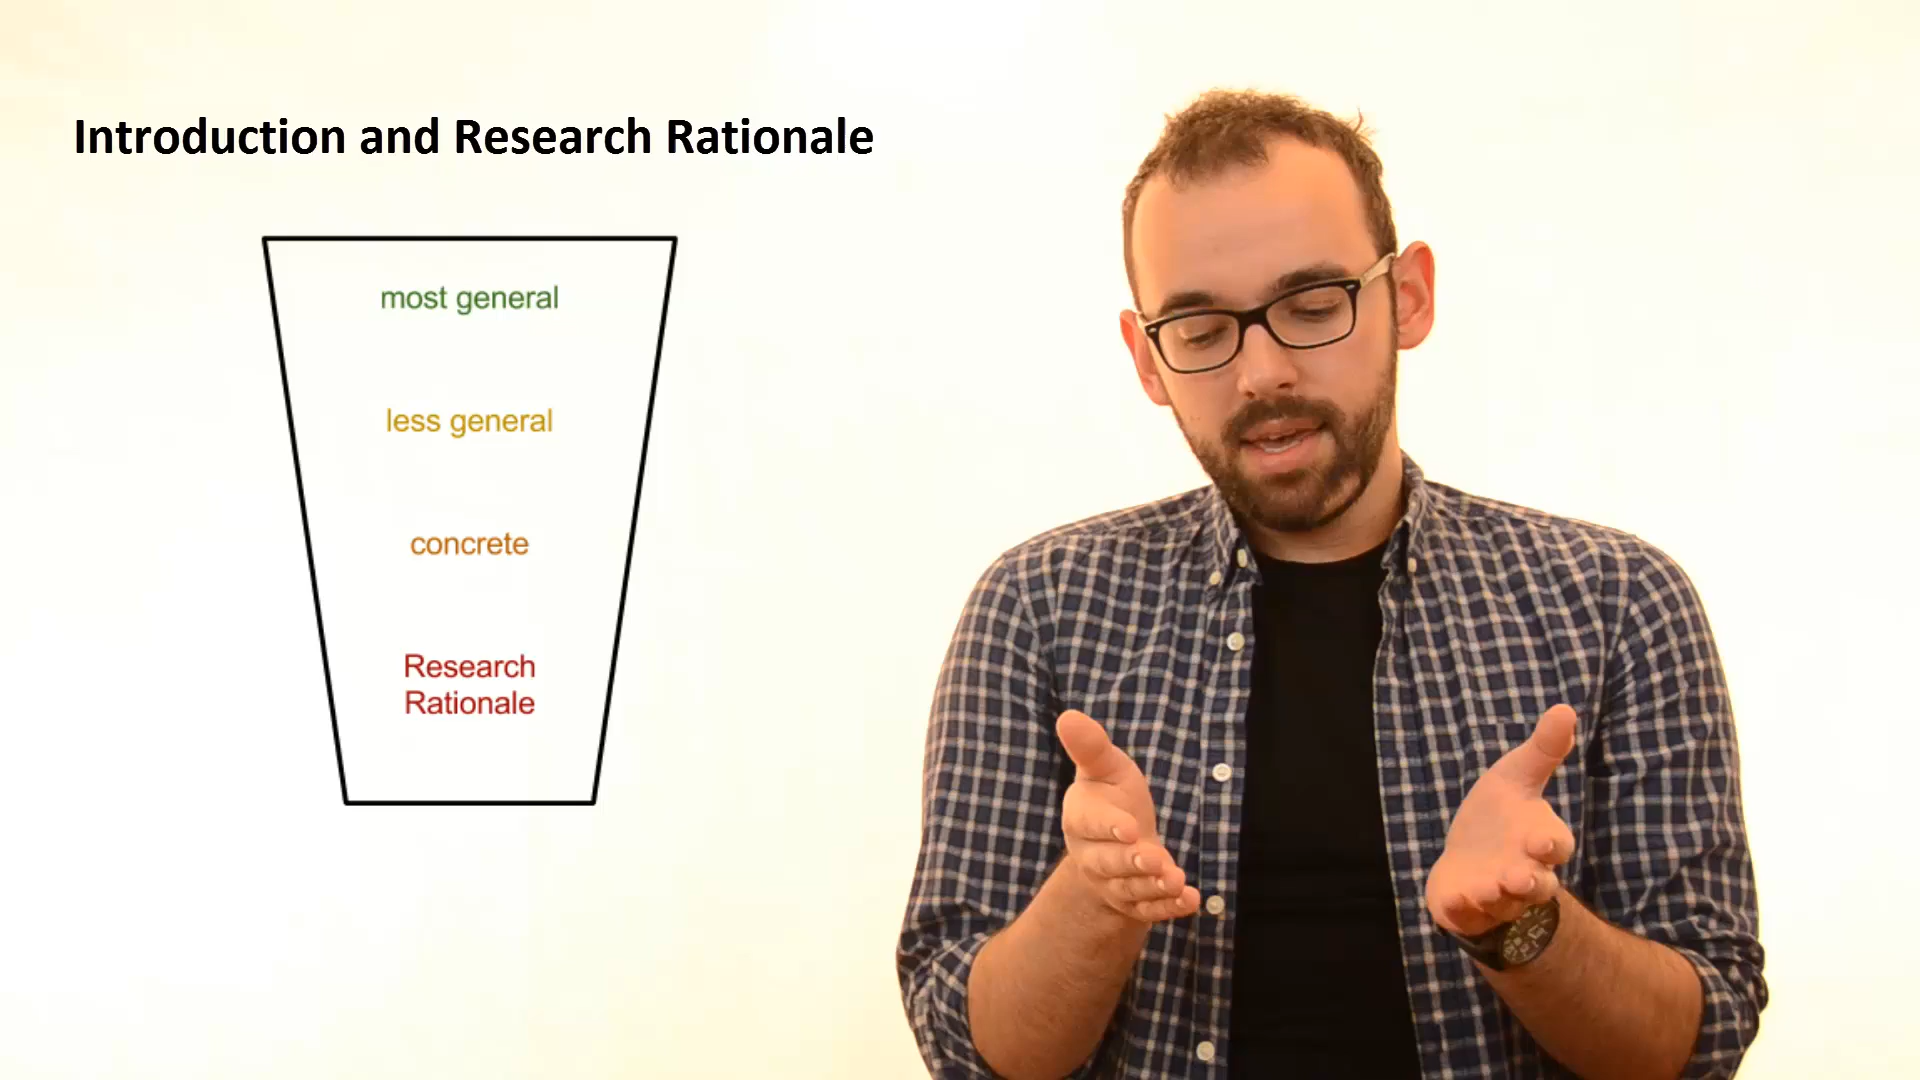 Introduction and Research Rationale
most general
less general
concrete
Research
Rationale